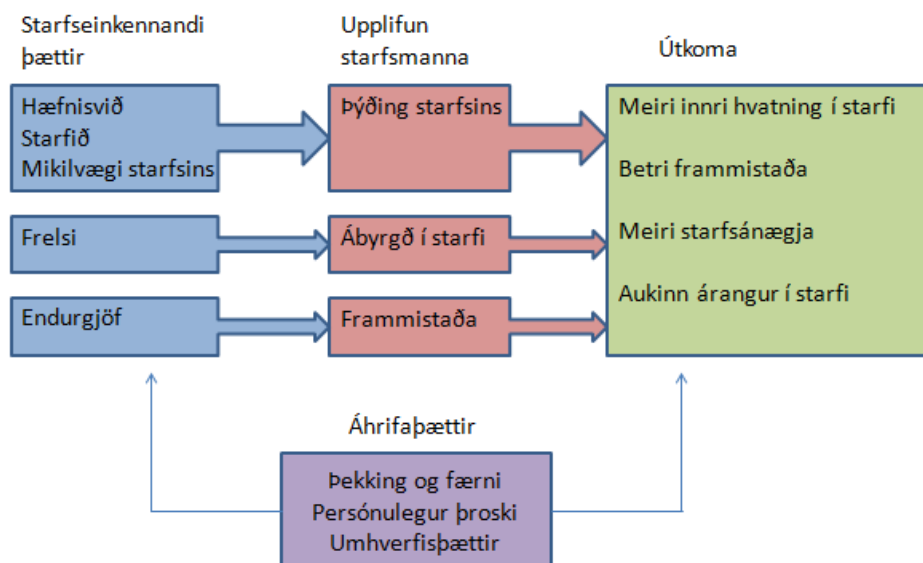 Starfseinkennandi
þættir
Upplifun
starfsmanna
Útkoma
Hæfnisvið
Starfið
Mikilvægi starfsins
Þýðing starfsins
Meiri innri hvatning í starfi
Betri frammistaða
Meiri starfsánægja
Aukinn árangur í starfi
Frelsi
Ábyrgð í starfi
Endurgjöf
Frammistaða
Áhrifaþættir
Þekking og færni
Persónulegur þroski
Umhverfisþættir